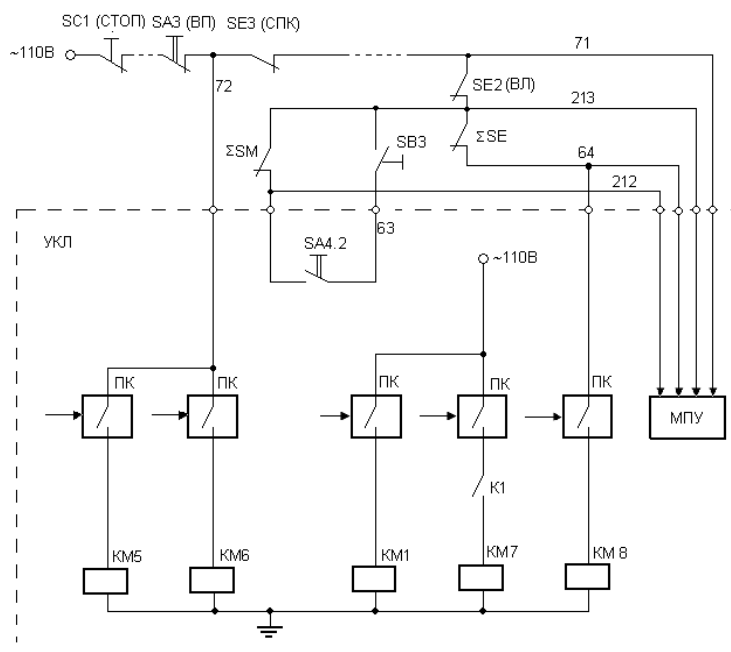 SC1 (СТОП) SA3 (ВП) SE3 (СПК)
~110В
71
72
SE2 (ВЛ)
213
ΣSM
SB3
ΣSE
64
212
63
УКЛ
SA4.2
~110В
ПК ПК ПК ПК ПК
МПУ
К1
КМ5 КМ6 КМ1 КМ7 КМ 8